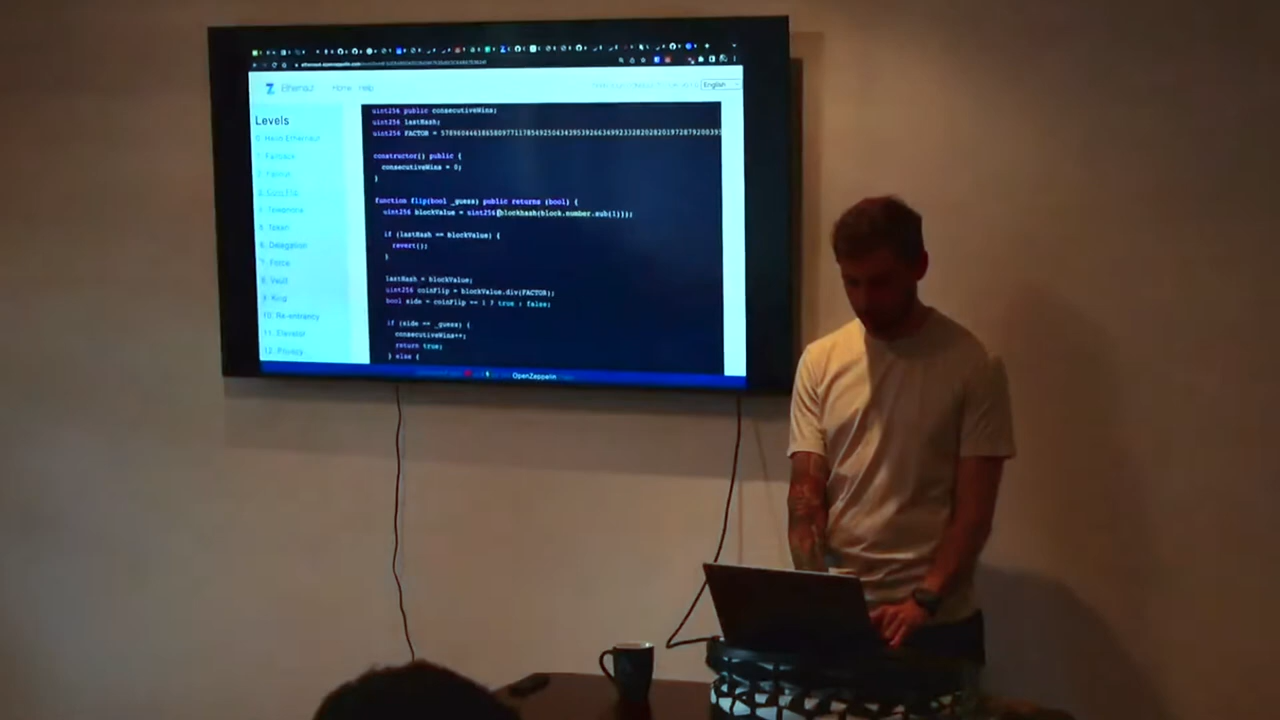 Ethernaut Home Help
English
Levels
0. Hello Ethernaut
1. Fallback
2. Fallout
3. Coin Flip
4. Telephone
5. Token
6. Delegation
7. Force
8. Vault
9. King
10. Re-entrancy
11. Elevator
12. Privacy
uint256 public consecutiveWins;
uint256 lastHash;
uint256 FACTOR =
constructor() public {
consecutiveWins = 0;
}
function flip(bool _guess) public returns (bool) {
uint256 blockValue = uint256(blockhash(block.number.sub(1)));
if (lastHash == blockValue) {
revert();
}
lastHash = blockValue;
uint256 coinFlip = blockValue.div(FACTOR);
bool side = coinFlip == 1 ? true : false;
if (side == _guess) {
consecutiveWins++;
return true;
} else {
OpenZeppelin